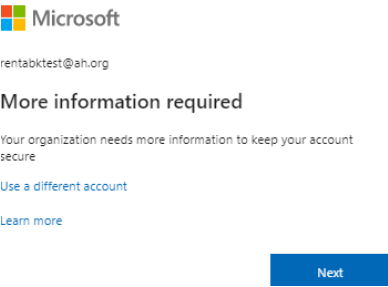 Microsoft
rentabktest@ah.org
More information required
Your organization needs more information to keep your account
secure
Use a different account
Learn more
Next